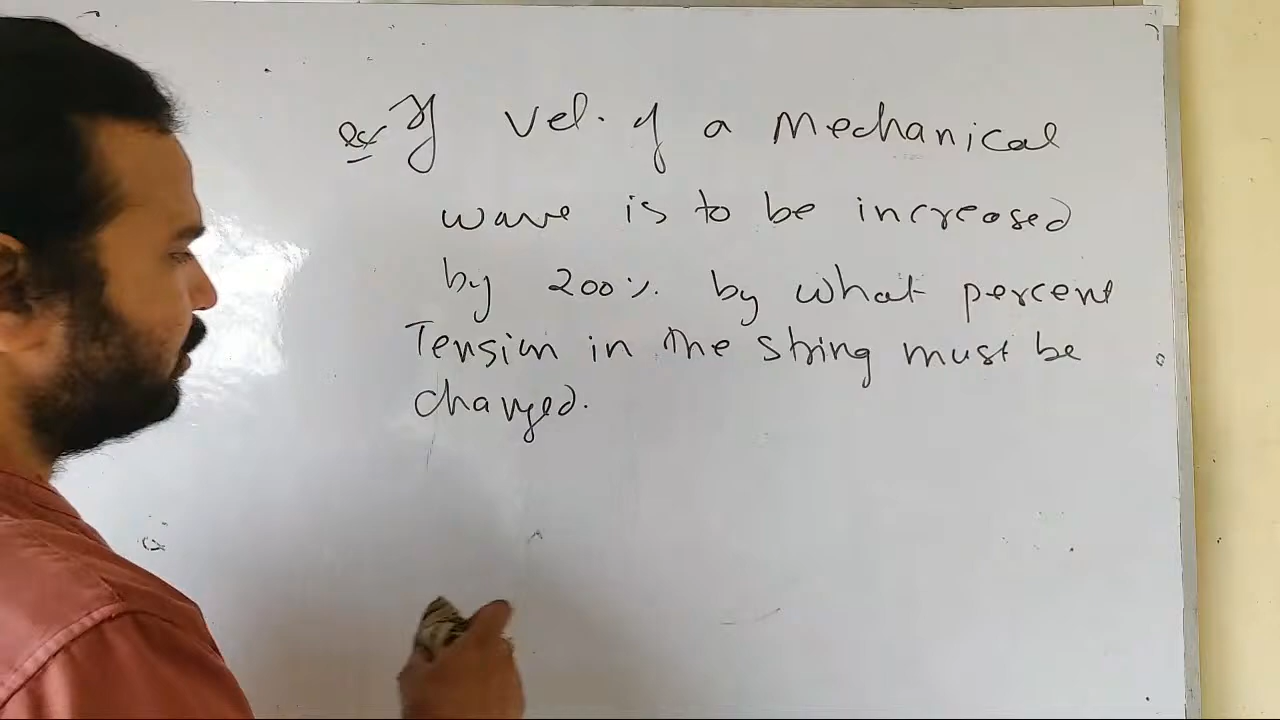 Ex If vel. of a Mechanical
wave is to be increased
by 200%. by what percent
Tension in the string must be
changed.